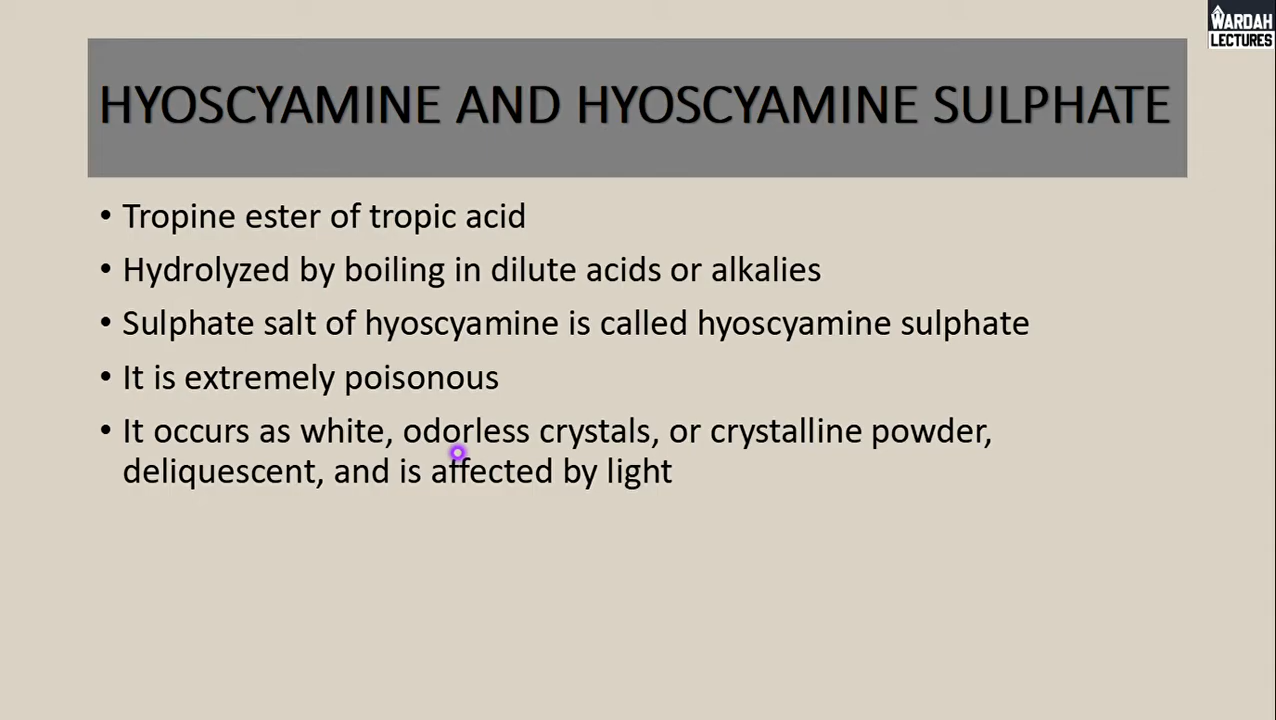 WARDAH
LECTURES
HYOSCYAMINE AND HYOSCYAMINE SULPHATE
• Tropine ester of tropic acid
• Hydrolyzed by boiling in dilute acids or alkalies
• Sulphate salt of hyoscyamine is called hyoscyamine sulphate
• It is extremely poisonous
• It occurs as white, odorless crystals, or crystalline powder,
deliquescent, and is affected by light